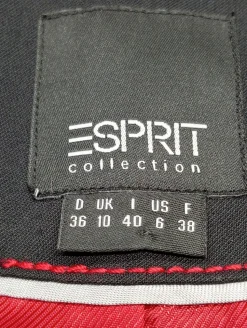 ESPRIT
collection
D UK I US F
36 10 40 6 38